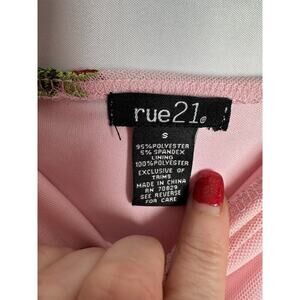 rue21®
S
95%POLYESTER
5% SPANDEX
LINING
100%POLYESTER
EXCLUSIVE OF
TRIMS
MADE IN CHINA
RN 70829
SEE REVERSE
FOR CARE